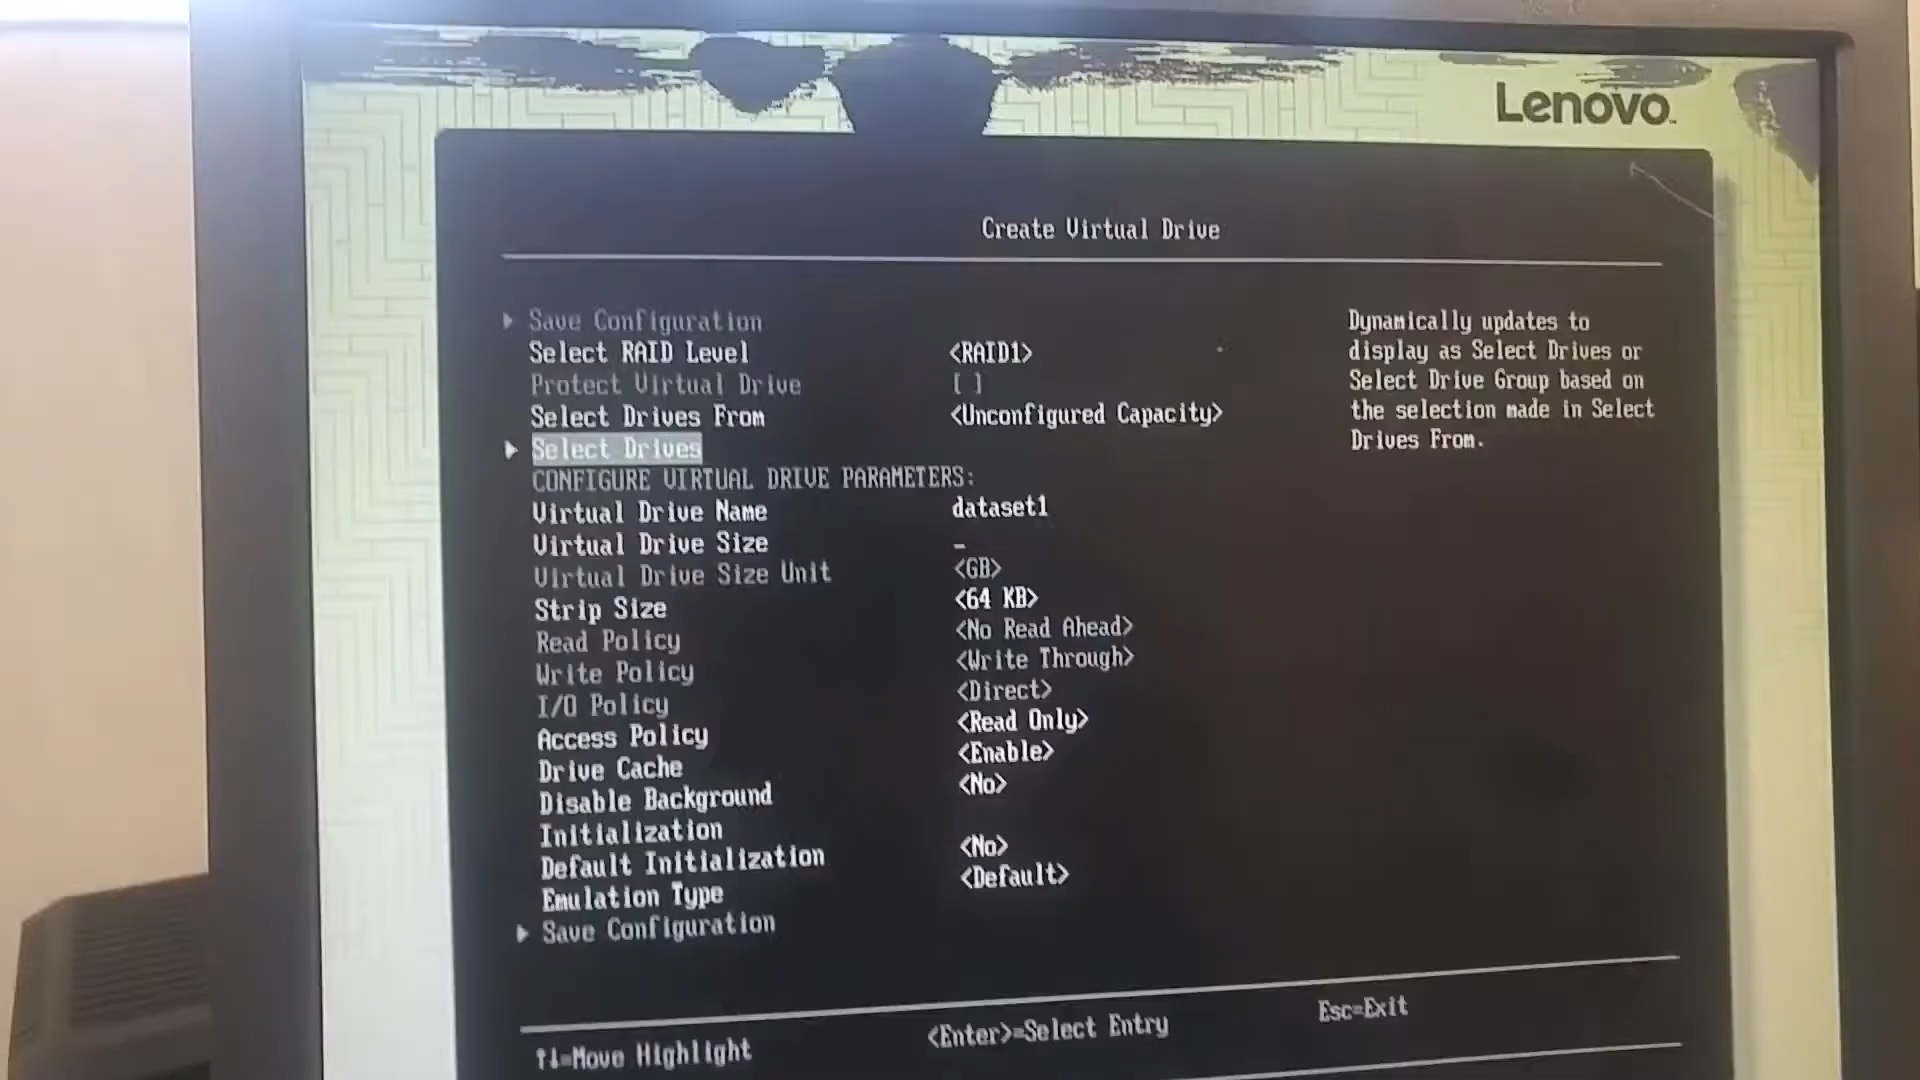 Lenovo
Create Virtual Drive
Save Configuration
Select RAID Level <RAID1>
Protect Virtual Drive [ ]
Select Drives From <Unconfigured Capacity>
Select Drives
CONFIGURE VIRTUAL DRIVE PARAMETERS:
Virtual Drive Name dataset1
Virtual Drive Size _
Virtual Drive Size Unit <GB>
Strip Size <64 KB>
Read Policy <No Read Ahead>
Write Policy <Write Through>
I/O Policy <Direct>
Access Policy <Read Only>
Drive Cache <Enable>
Disable Background <No>
Initialization
Default Initialization <No>
Emulation Type <Default>
Save Configuration
Dynamically updates to
display as Select Drives or
Select Drive Group based on
the selection made in Select
Drives From.
↑↓=Move Highlight
<Enter>=Select Entry
Esc=Exit